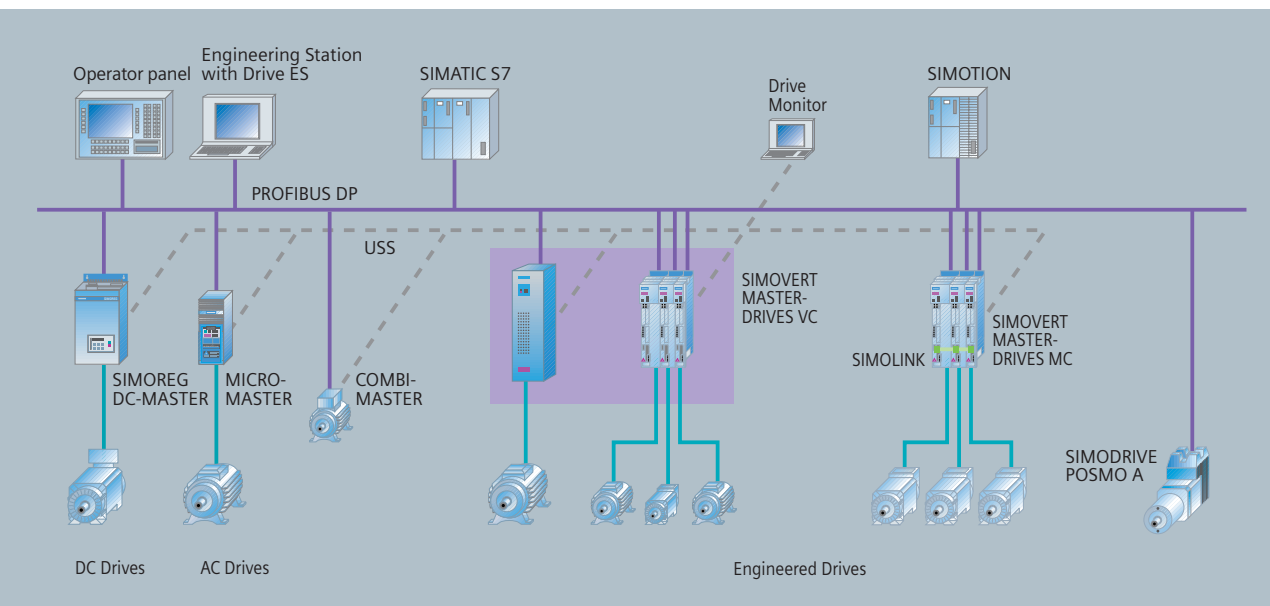 Operator panel
Engineering Station
with Drive ES
SIMATIC S7
Drive
Monitor
SIMOTION
PROFIBUS DP
USS
SIMOREG
DC-MASTER
MICRO-
MASTER
COMBI-
MASTER
SIMOVERT
MASTER-
DRIVES VC
SIMOLINK
SIMOVERT
MASTER-
DRIVES MC
SIMODRIVE
POSMO A
DC Drives
AC Drives
Engineered Drives